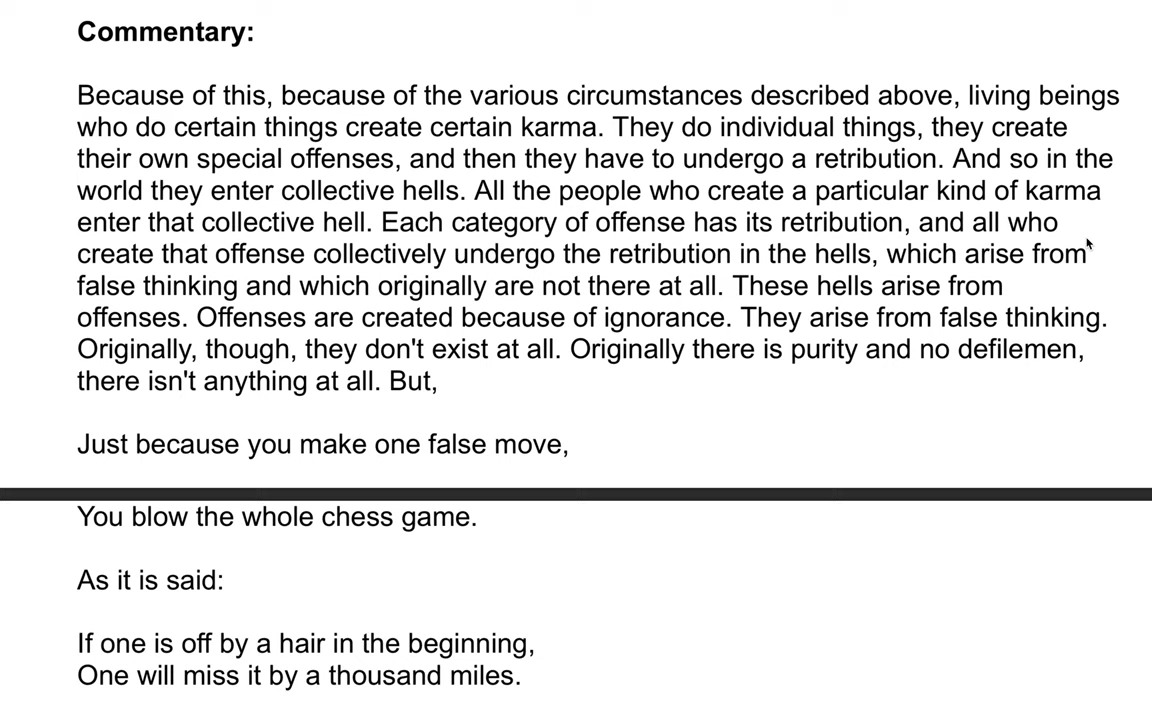 Commentary:
Because of this, because of the various circumstances described above, living beings
who do certain things create certain karma. They do individual things, they create
their own special offenses, and then they have to undergo a retribution. And so in the
world they enter collective hells. All the people who create a particular kind of karma
enter that collective hell. Each category of offense has its retribution, and all who
create that offense collectively undergo the retribution in the hells, which arise from
false thinking and which originally are not there at all. These hells arise from
offenses. Offenses are created because of ignorance. They arise from false thinking.
Originally, though, they don't exist at all. Originally there is purity and no defilemen,
there isn't anything at all. But,
Just because you make one false move,
You blow the whole chess game.
As it is said:
If one is off by a hair in the beginning,
One will miss it by a thousand miles.